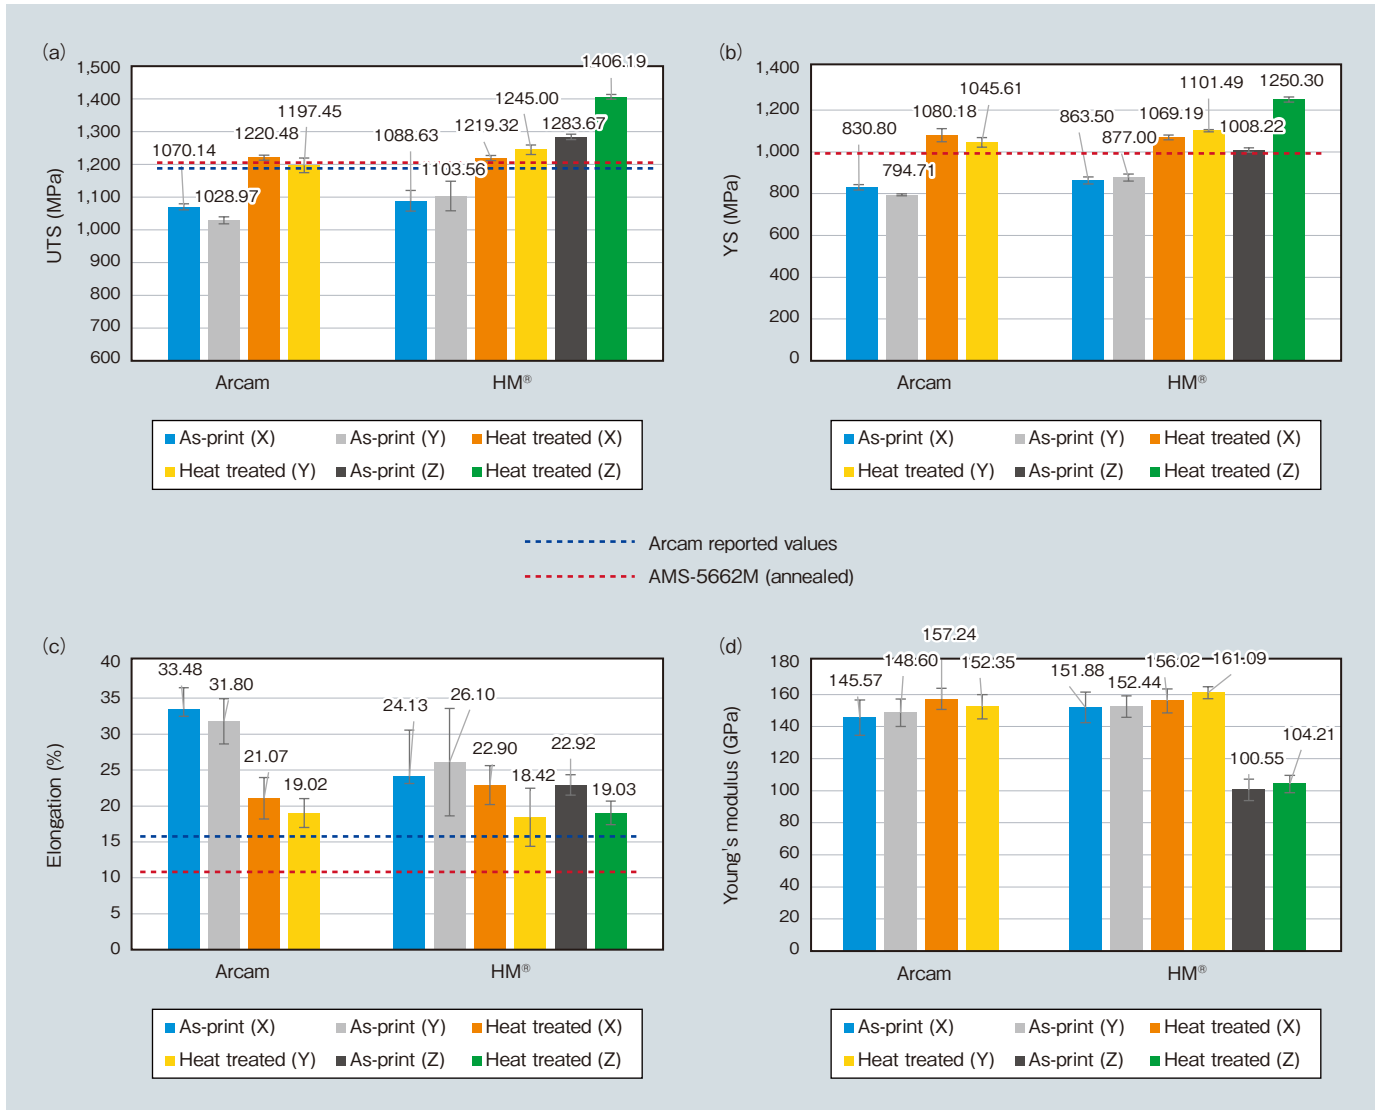 (a)
UTS (MPa)
1,500
1,400
1,300
1,200
1,100
1,000
900
800
700
600
1070.14
1028.97
1220.48
1197.45
1088.63
1103.56
1219.32
1245.00
1283.67
1406.19
Arcam
HM®
As-print (X)
As-print (Y)
Heat treated (X)
Heat treated (Y)
As-print (Z)
Heat treated (Z)
(b)
YS (MPa)
1,400
1,200
1,000
800
600
400
200
0
830.80
794.71
1080.18
1045.61
863.50
877.00
1069.19
1101.49
1008.22
1250.30
Arcam
HM®
As-print (X)
As-print (Y)
Heat treated (X)
Heat treated (Y)
As-print (Z)
Heat treated (Z)
Arcam reported values
AMS-5662M (annealed)
(c)
Elongation (%)
40
35
30
25
20
15
10
5
0
33.48
31.80
21.07
19.02
24.13
26.10
22.90
18.42
22.92
19.03
Arcam
HM®
As-print (X)
As-print (Y)
Heat treated (X)
Heat treated (Y)
As-print (Z)
Heat treated (Z)
(d)
Young's modulus (GPa)
180
160
140
120
100
80
60
40
20
0
145.57
148.60
157.24
152.35
151.88
152.44
156.02
161.09
100.55
104.21
Arcam
HM®
As-print (X)
As-print (Y)
Heat treated (X)
Heat treated (Y)
As-print (Z)
Heat treated (Z)